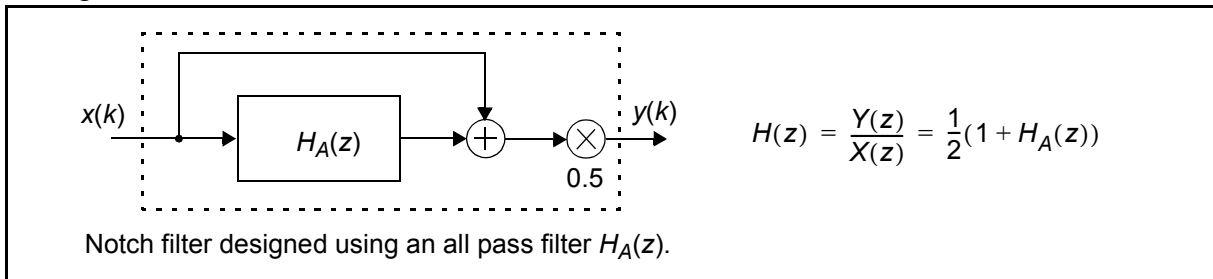 x(k)
H_A(z)
+
×
0.5
y(k)
H(z) = Y(z)/X(z) = 1/2(1 + H_A(z))
Notch filter designed using an all pass filter H_A(z).